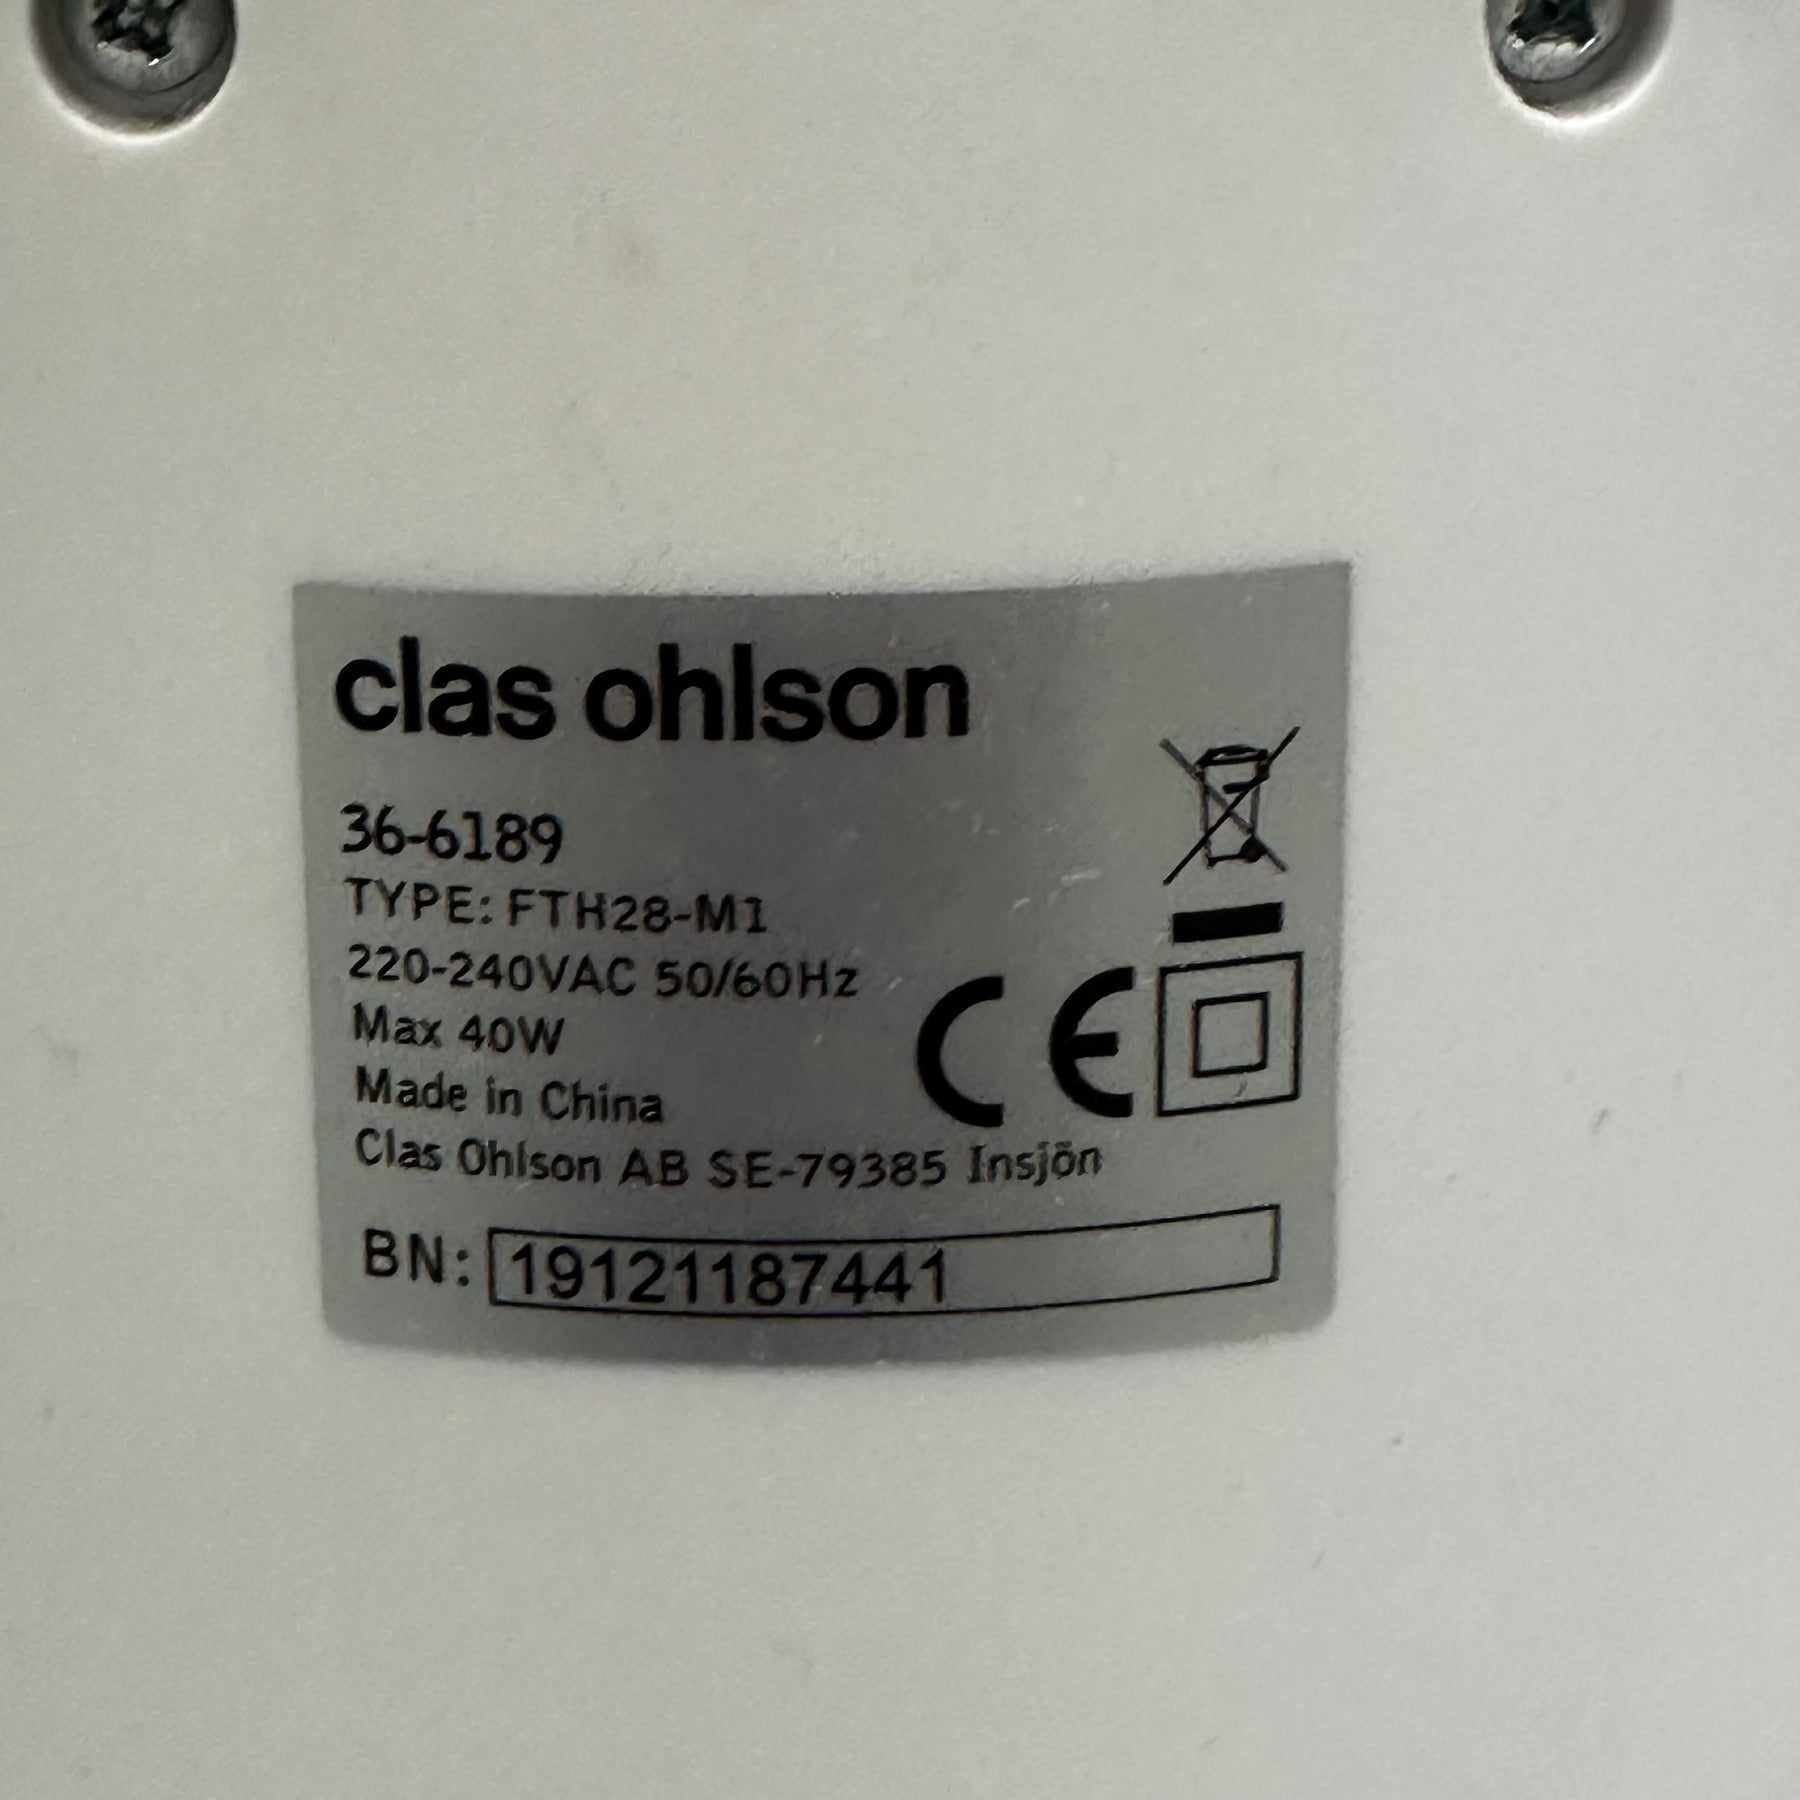 clas ohlson
36-6189
TYPE: FTH28-M1
220-240VAC 50/60Hz
Max 40W
Made in China
CE
Clas Ohlson AB SE-79385 Insjön
BN: 19121187441